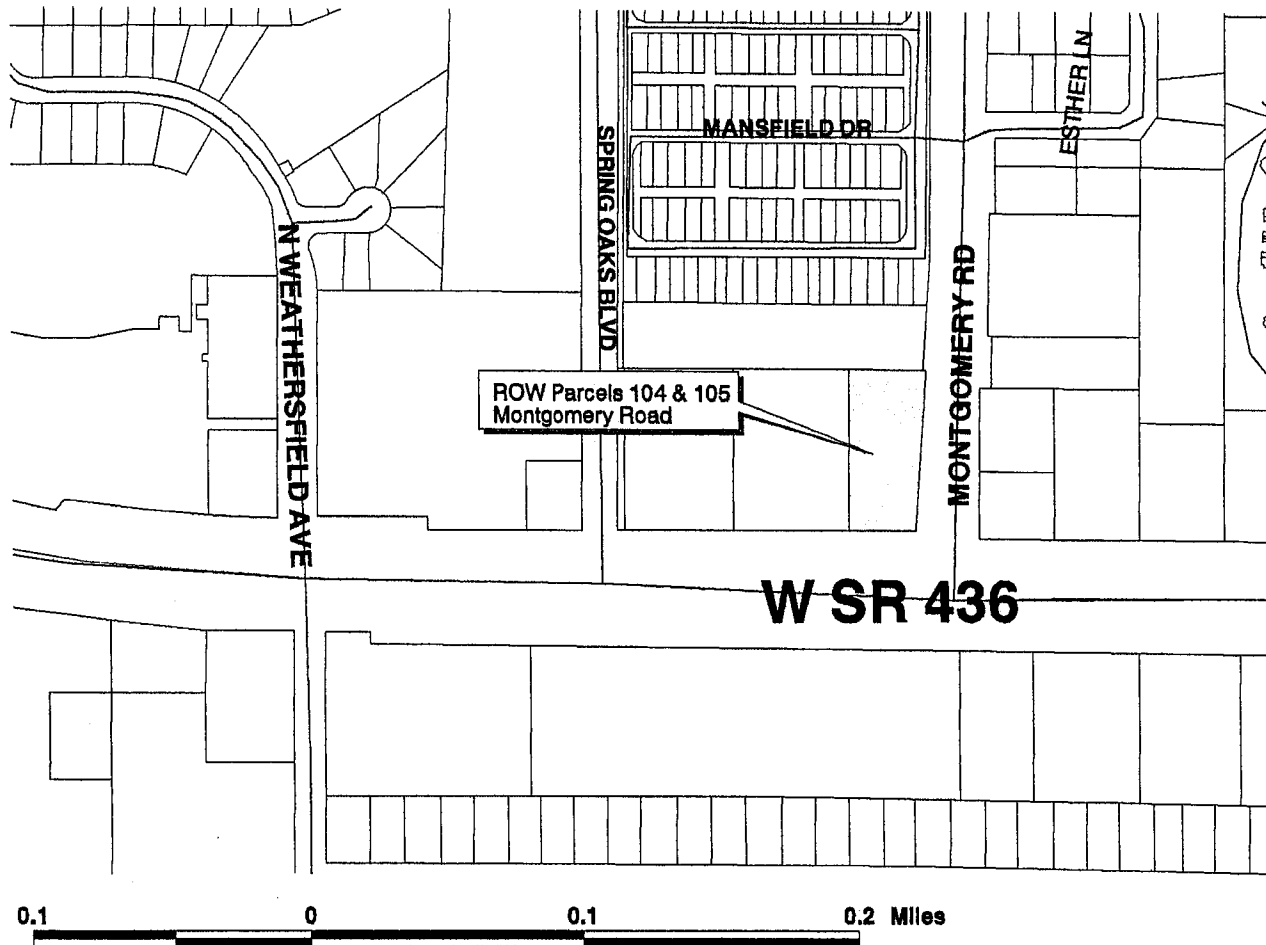 ESTHER LN
MANSFIELD DR
SPRING OAKS BLVD
N WEATHERSFIELD AVE
MONTGOMERY RD
ROW Parcels 104 & 105
Montgomery Road
W SR 436
0.1 0 0.1 0.2 Miles